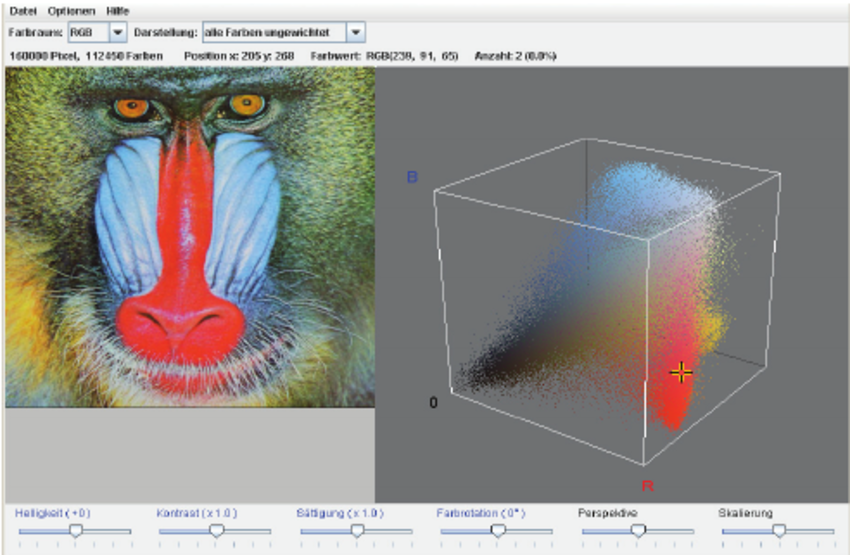 Datei Optionen Hilfe
Farbraum: RGB Darstellung: alle Farben ungewichtet
160000 Pixel, 112450 Farben Position x: 205 y: 268 Farbwert: RGB(239, 91, 65) Anzahl: 2 (0.0%)
B
0
R
Helligkeit (+0) Kontrast (x 1.0) Sättigung (x 1.0) Farbrotation (0°) Perspektive Skalierung